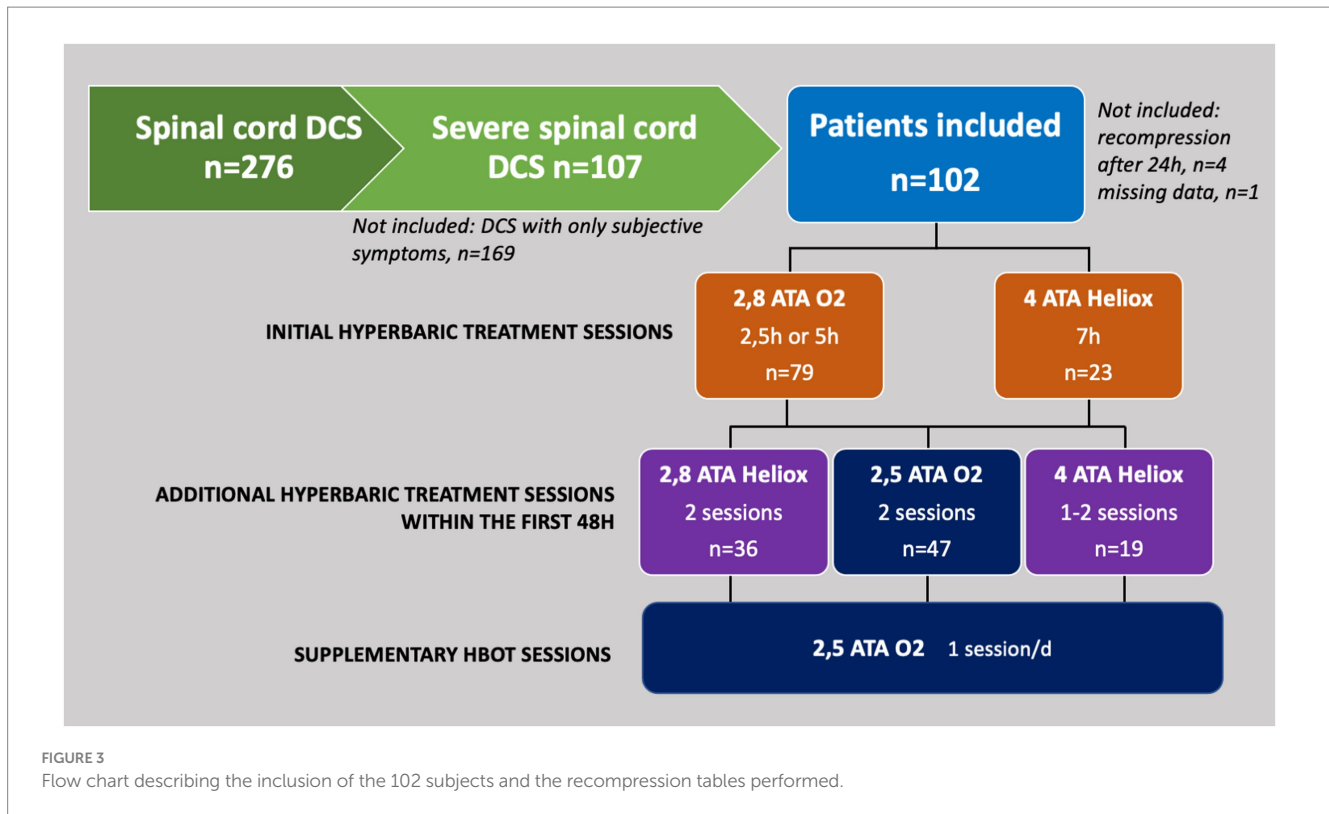 Spinal cord DCS
n=276
Severe spinal cord
DCS n=107
Not included: DCS with only subjective
symptoms, n=169
Patients included
n=102
Not included:
recompression
after 24h, n=4
missing data, n=1
INITIAL HYPERBARIC TREATMENT SESSIONS
2,8 ATA O2
2,5h or 5h
n=79
4 ATA Heliox
7h
n=23
ADDITIONAL HYPERBARIC TREATMENT SESSIONS
WITHIN THE FIRST 48H
2,8 ATA Heliox
2 sessions
n=36
2,5 ATA O2
2 sessions
n=47
4 ATA Heliox
1-2 sessions
n=19
SUPPLEMENTARY HBOT SESSIONS
2,5 ATA O2 1 session/d
FIGURE 3
Flow chart describing the inclusion of the 102 subjects and the recompression tables performed.